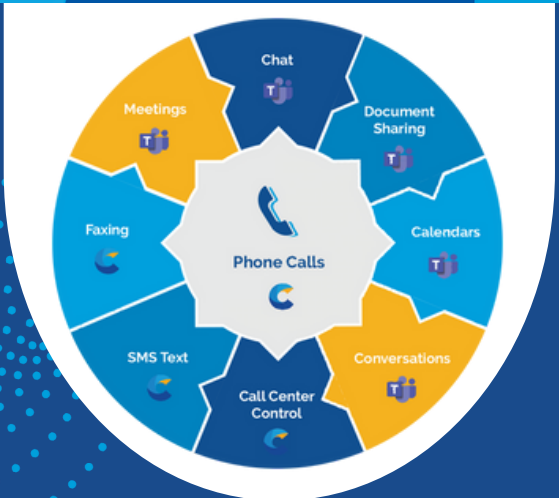 Chat
T
Document
Sharing
T
Calendars
T
Conversations
T
Call Center
Control
SMS Text
Faxing
Meetings
T
Phone Calls